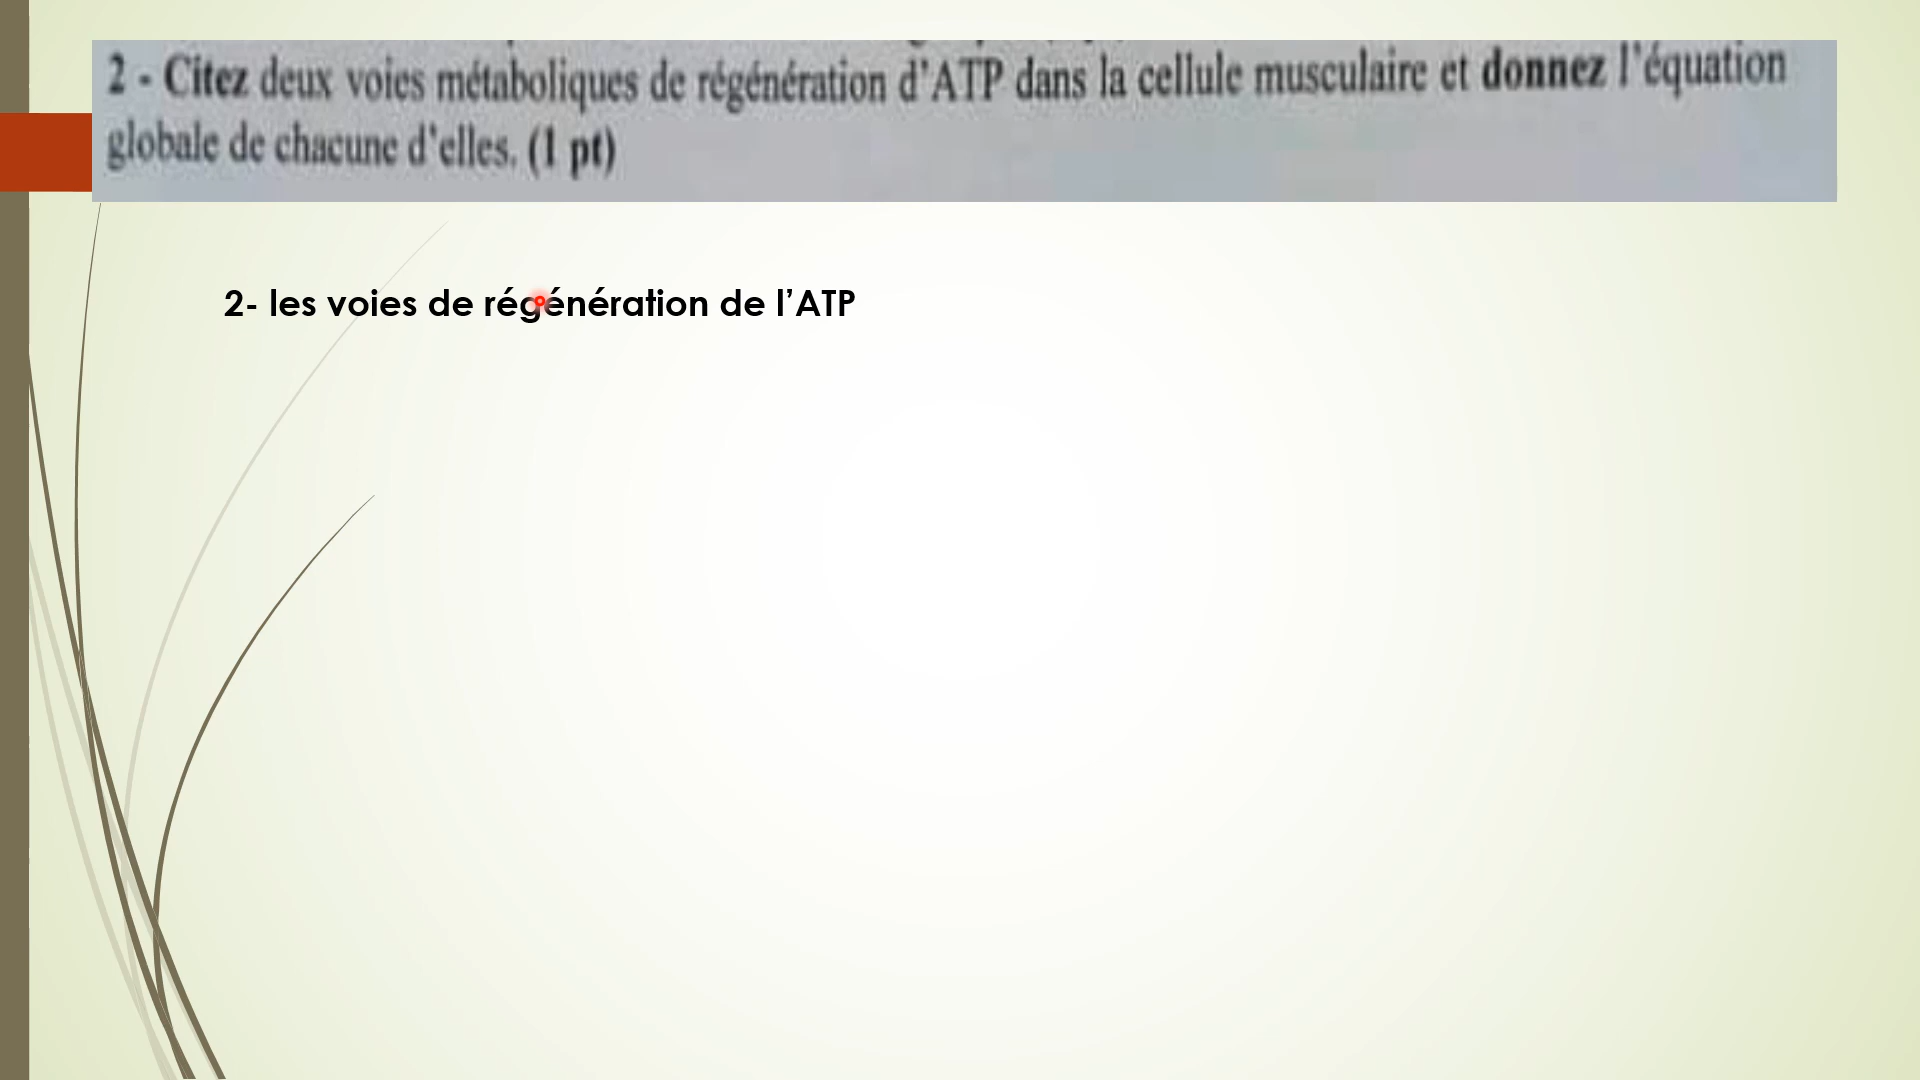 2 - Citez deux voies métaboliques de régénération d'ATP dans la cellule musculaire et donnez l'équation
globale de chacune d'elles. (1 pt)
2- les voies de régénération de l'ATP